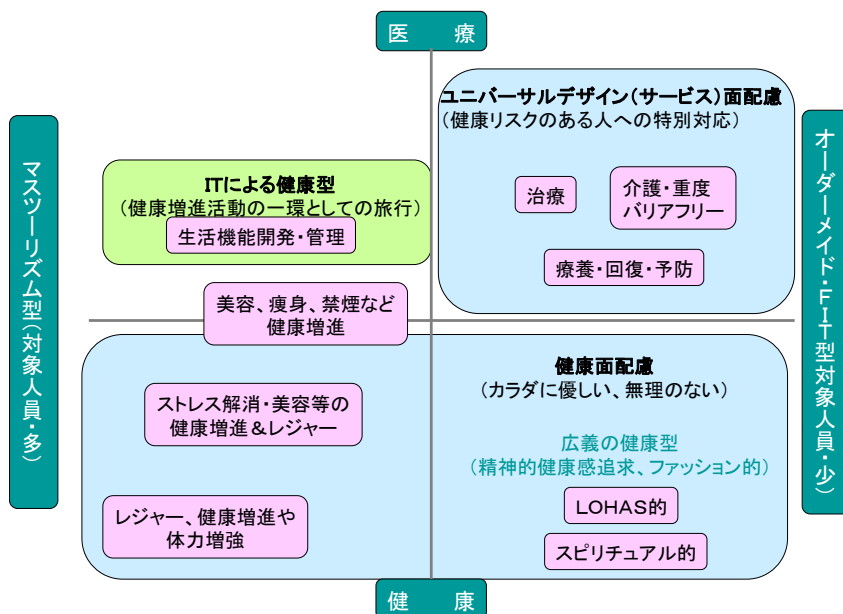 医　療
ユニバーサルデザイン（サービス）面配慮
（健康リスクのある人への特別対応）
治療
介護・重度
バリアフリー
療養・回復・予防
マスツーリズム型（対象人員・多）
オーダーメイド・ＦＩＴ型対象人員・少）
ITによる健康型
（健康増進活動の一環としての旅行）
生活機能開発・管理
美容、痩身、禁煙など
健康増進
ストレス解消・美容等の
健康増進＆レジャー
レジャー、健康増進や
体力増強
健康面配慮
（カラダに優しい、無理のない）
広義の健康型
（精神的健康感追求、ファッション的）
ＬＯＨＡＳ的
スピリチュアル的
健　康